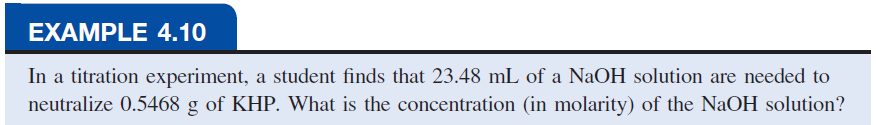 EXAMPLE 4.10
In a titration experiment, a student finds that 23.48 mL of a NaOH solution are needed to
neutralize 0.5468 g of KHP. What is the concentration (in molarity) of the NaOH solution?